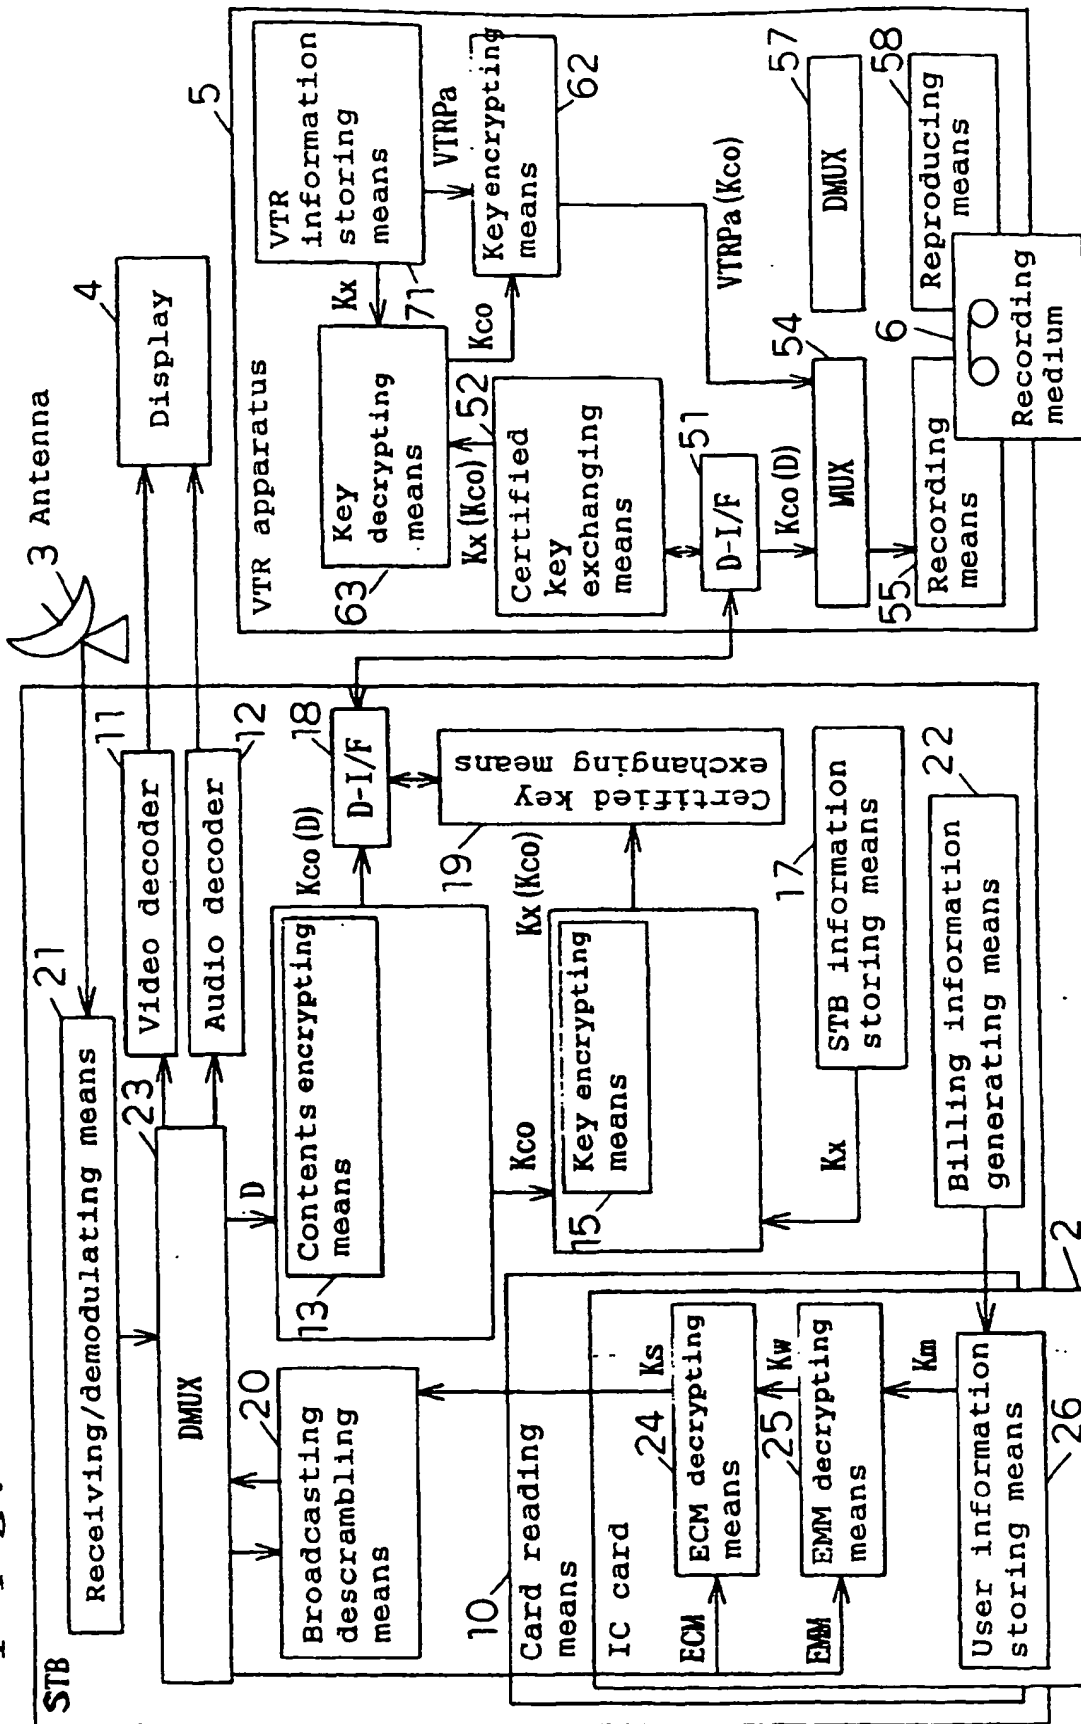 STB
Receiving/demodulating means
21
3 Antenna
Video decoder
11
Audio decoder
12
4
Display
DMUX
23
D
Broadcasting
descrambling
means
20
Contents encrypting
means
13
Kco(D)
D-I/F
18
Kco
Key encrypting
means
15
Kx(Kco)
Certified key
exchanging means
19
STB information
storing means
17
Kx
Billing information
generating means
22
Card reading
means
10
IC card
2
ECM
ECM decrypting
means
24
Ks
EMM
EMM decrypting
means
25
Kw
Km
User information
storing means
26
VTR apparatus
5
VTR
information
storing
means
71
Kx
VTRPa
Key
decrypting
means
63
Kco
Key encrypting
means
62
Kx(Kco)
Certified
key
exchanging
means
52
D-I/F
51
Kco(D)
VTRPa(Kco)
MUX
54
DMUX
57
Recording
means
55
Reproducing
means
58
6
Recording
medium